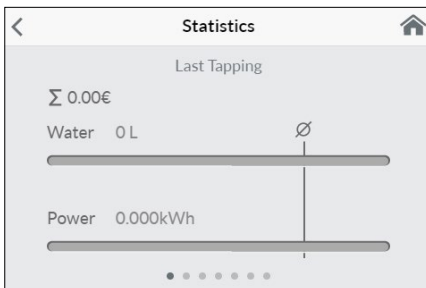 Statistics
Last Tapping
Σ 0.00€
Water 0 L Ø
Power 0.000kWh